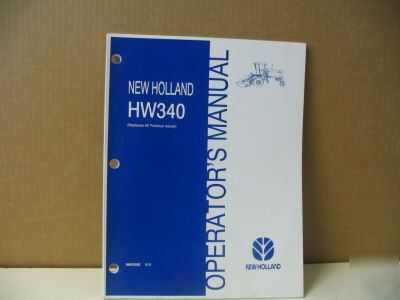 NEW HOLLAND
HW340
(Replaces All Previous Issues)
OPERATOR'S MANUAL
NEW HOLLAND